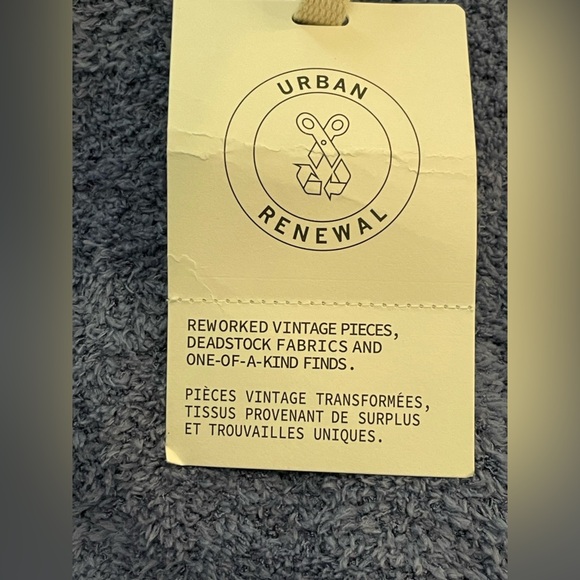 URBAN
RENEWAL
REWORKED VINTAGE PIECES,
DEADSTOCK FABRICS AND
ONE-OF-A-KIND FINDS.
PIÈCES VINTAGE TRANSFORMÉES,
TISSUS PROVENANT DE SURPLUS
ET TROUVAILLES UNIQUES.